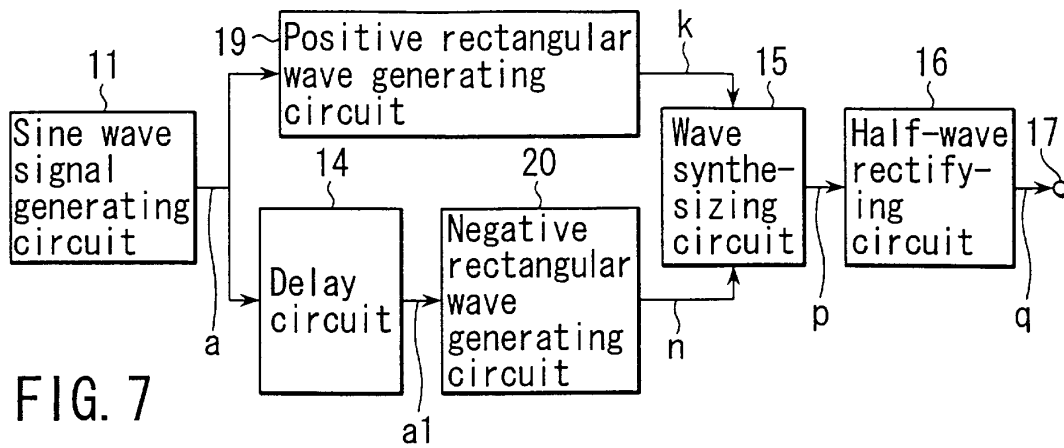 11
Sine wave
signal
generating
circuit
a
19
Positive rectangular
wave generating
circuit
k
14
Delay
circuit
a1
20
Negative
rectangular
wave
generating
circuit
n
15
Wave
synthe-
sizing
circuit
p
16
Half-wave
rectify-
ing
circuit
q
17
FIG. 7